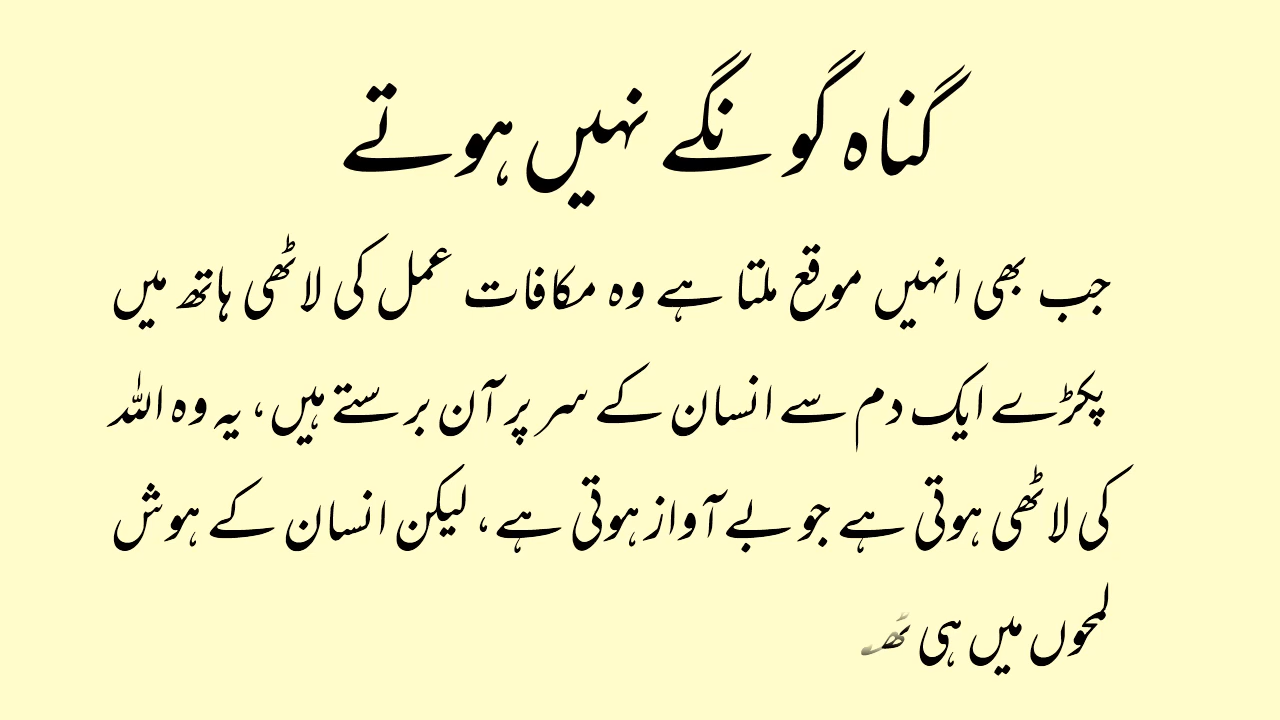 گناہ گونگے نہیں ہوتے
جب بھی انہیں موقع ملتا ہے وہ مکافات عمل کی لاٹھی ہاتھ میں
پکڑے ایک دم سے انسان کے سر پر آن برستے ہیں، یہ وہ اللہ
کی لاٹھی ہوتی ہے جو بے آواز ہوتی ہے، لیکن انسان کے ہوش
لمحوں میں ہی